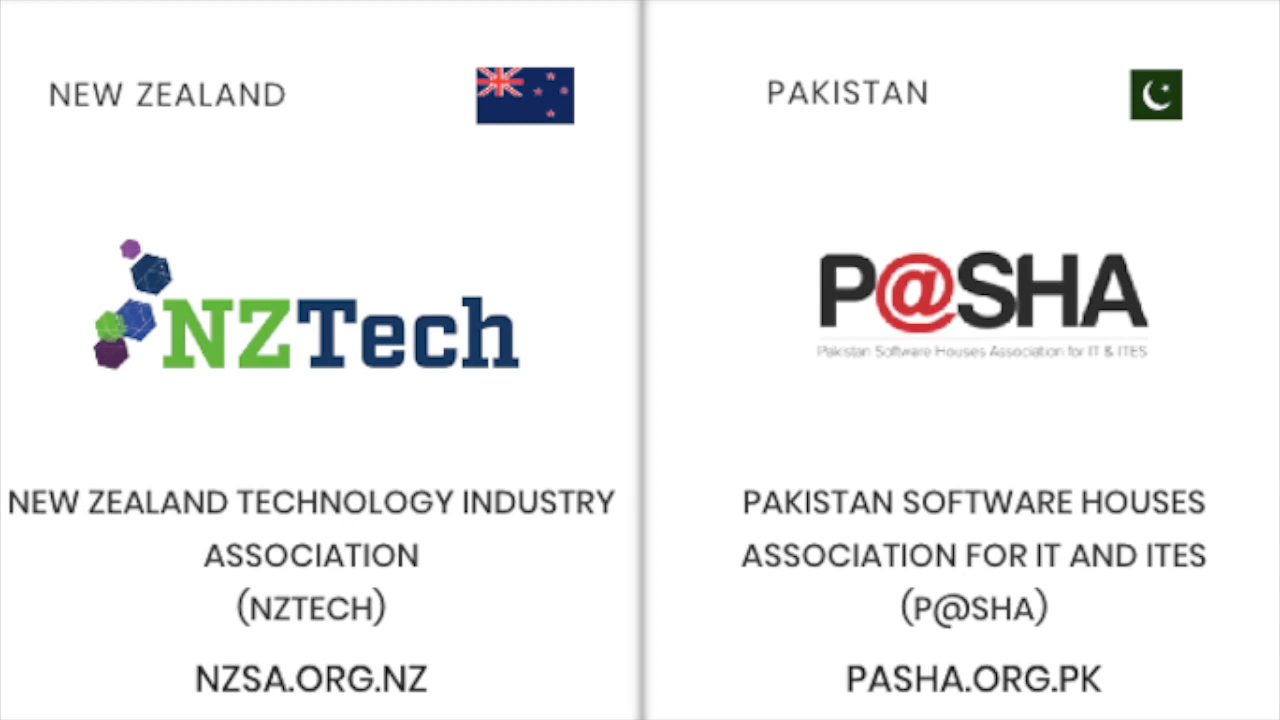 NEW ZEALAND
NZTech
NEW ZEALAND TECHNOLOGY INDUSTRY
ASSOCIATION
(NZTECH)
NZSA.ORG.NZ
PAKISTAN
P@SHA
Pakistan Software Houses Association for IT & ITES
PAKISTAN SOFTWARE HOUSES
ASSOCIATION FOR IT AND ITES
(P@SHA)
PASHA.ORG.PK